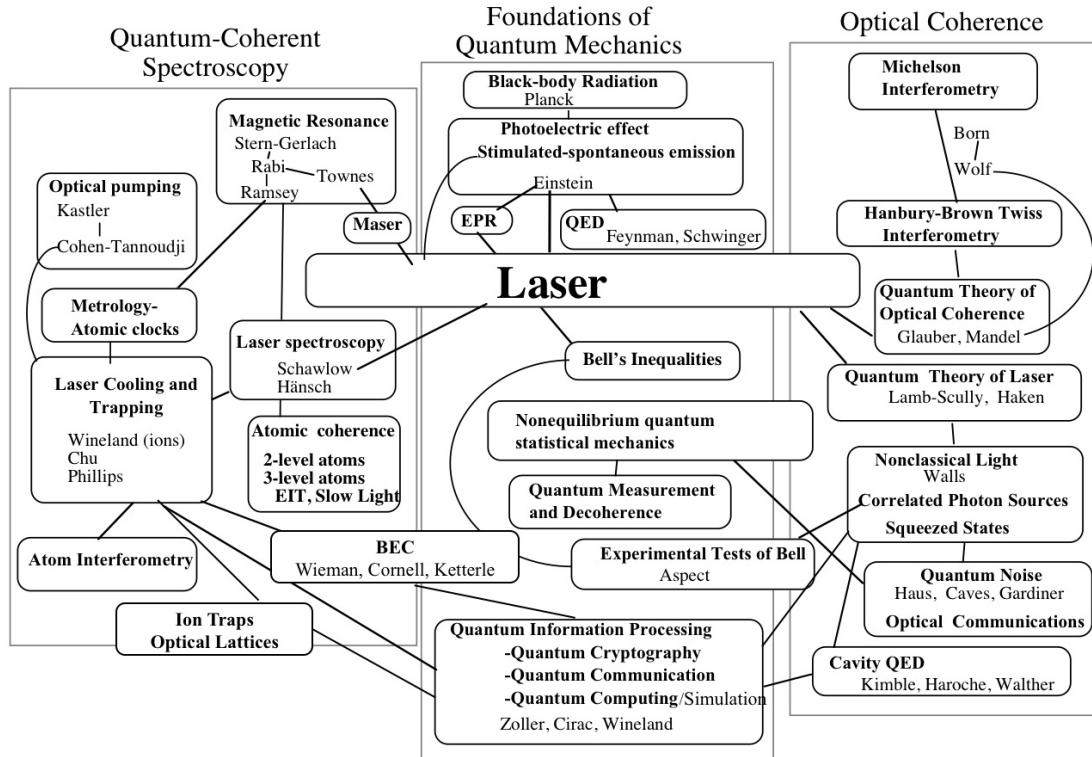 Quantum-Coherent
Spectroscopy
Foundations of
Quantum Mechanics
Optical Coherence
Magnetic Resonance
Stern-Gerlach
Rabi
Townes
Ramsey
Optical pumping
Kastler
Cohen-Tannoudji
Maser
Metrology-
Atomic clocks
Laser spectroscopy
Schawlow
Hänsch
Laser Cooling and
Trapping
Wineland (ions)
Chu
Phillips
Atomic coherence
2-level atoms
3-level atoms
EIT, Slow Light
Atom Interferometry
BEC
Wieman, Cornell, Ketterle
Ion Traps
Optical Lattices
Black-body Radiation
Planck
Photoelectric effect
Stimulated-spontaneous emission
Einstein
EPR
QED
Feynman, Schwinger
Laser
Bell's Inequalities
Nonequilibrium quantum
statistical mechanics
Quantum Measurement
and Decoherence
Experimental Tests of Bell
Aspect
Quantum Information Processing
-Quantum Cryptography
-Quantum Communication
-Quantum Computing/Simulation
Zoller, Cirac, Wineland
Michelson
Interferometry
Born
Wolf
Hanbury-Brown Twiss
Interferometry
Quantum Theory of
Optical Coherence
Glauber, Mandel
Quantum Theory of Laser
Lamb-Scully, Haken
Nonclassical Light
Walls
Correlated Photon Sources
Squeezed States
Quantum Noise
Haus, Caves, Gardiner
Optical Communications
Cavity QED
Kimble, Haroche, Walther